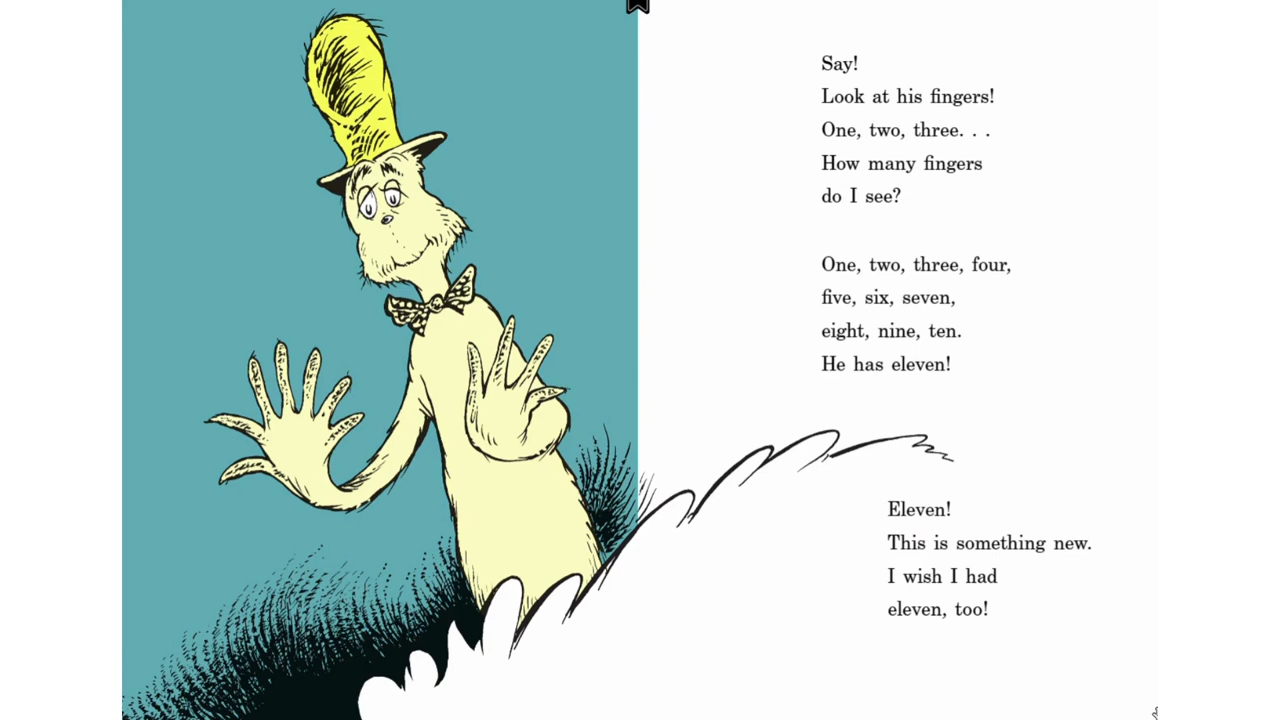 Say!
Look at his fingers!
One, two, three. . .
How many fingers
do I see?
One, two, three, four,
five, six, seven,
eight, nine, ten.
He has eleven!
Eleven!
This is something new.
I wish I had
eleven, too!